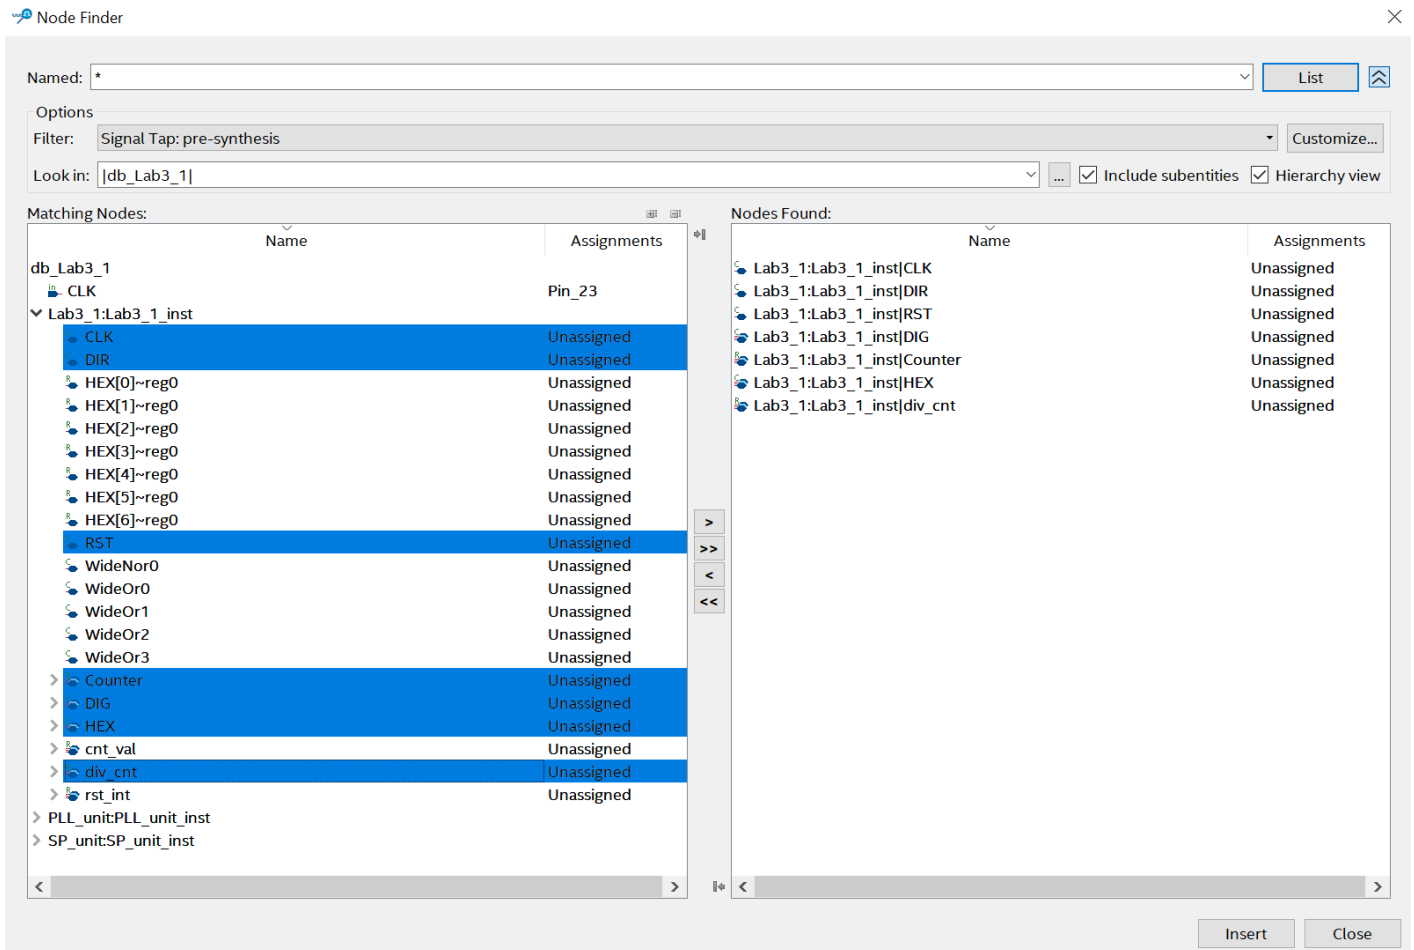 Node Finder
Named: * List
Options
Filter: Signal Tap: pre-synthesis Customize...
Look in: |db_Lab3_1| ... Include subentities Hierarchy view
Matching Nodes: Nodes Found:
Name Assignments Name Assignments
db_Lab3_1 Lab3_1:Lab3_1_inst|CLK Unassigned
CLK Pin_23 Lab3_1:Lab3_1_inst|DIR Unassigned
Lab3_1:Lab3_1_inst Lab3_1:Lab3_1_inst|RST Unassigned
CLK Unassigned Lab3_1:Lab3_1_inst|DIG Unassigned
DIR Unassigned Lab3_1:Lab3_1_inst|Counter Unassigned
HEX[0]~reg0 Unassigned Lab3_1:Lab3_1_inst|HEX Unassigned
HEX[1]~reg0 Unassigned Lab3_1:Lab3_1_inst|div_cnt Unassigned
HEX[2]~reg0 Unassigned
HEX[3]~reg0 Unassigned
HEX[4]~reg0 Unassigned
HEX[5]~reg0 Unassigned
HEX[6]~reg0 Unassigned
RST Unassigned
WideNor0 Unassigned
WideOr0 Unassigned
WideOr1 Unassigned
WideOr2 Unassigned
WideOr3 Unassigned
Counter Unassigned
DIG Unassigned
HEX Unassigned
cnt_val Unassigned
div_cnt Unassigned
rst_int Unassigned
PLL_unit:PLL_unit_inst
SP_unit:SP_unit_inst
>
>>
<
<<
Insert Close